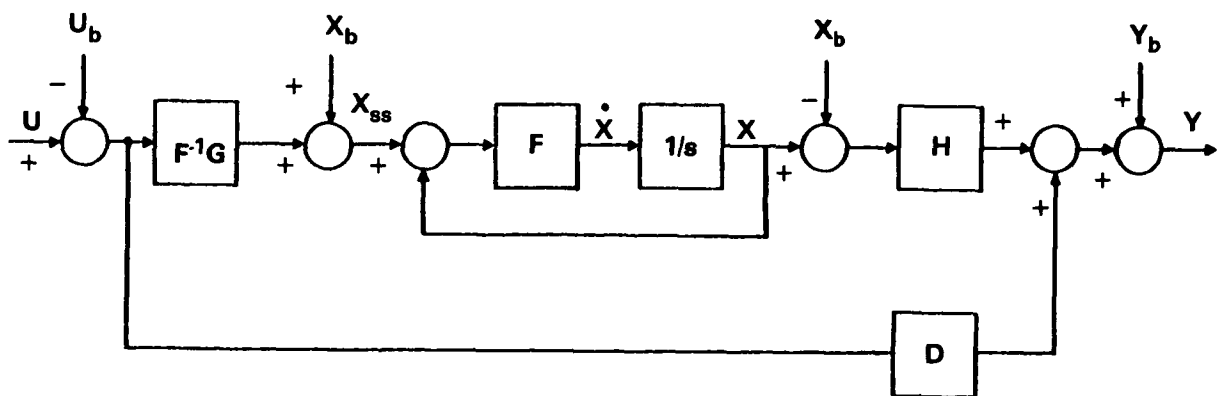 U_b
X_b
X_b
Y_b
−
+
−
+
U
+
F⁻¹G
+
X_ss
+
F
Ẋ
1/s
X
+
H
+
+
+
Y
D